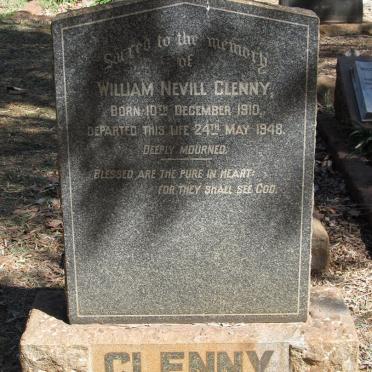 Sacred to the memory
of
WILLIAM NEVILL GLENNY,
BORN 10TH DECEMBER 1910,
DEPARTED THIS LIFE 24TH MAY 1948.
DEEPLY MOURNED.
BLESSED ARE THE PURE IN HEART:
FOR THEY SHALL SEE GOD.
GLENNY